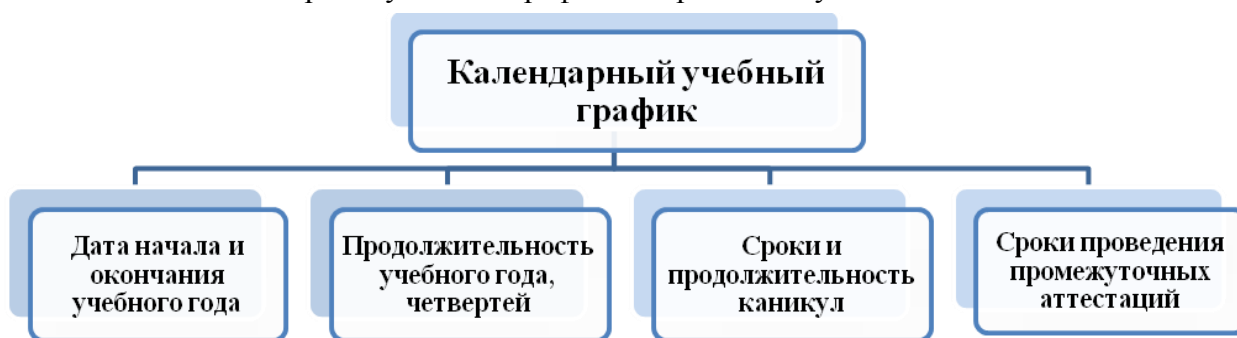 Календарный учебный
график
Дата начала и
окончания
учебного года
Продолжительность
учебного года,
четвертей
Сроки и
продолжительность
каникул
Сроки проведения
промежуточных
аттестаций